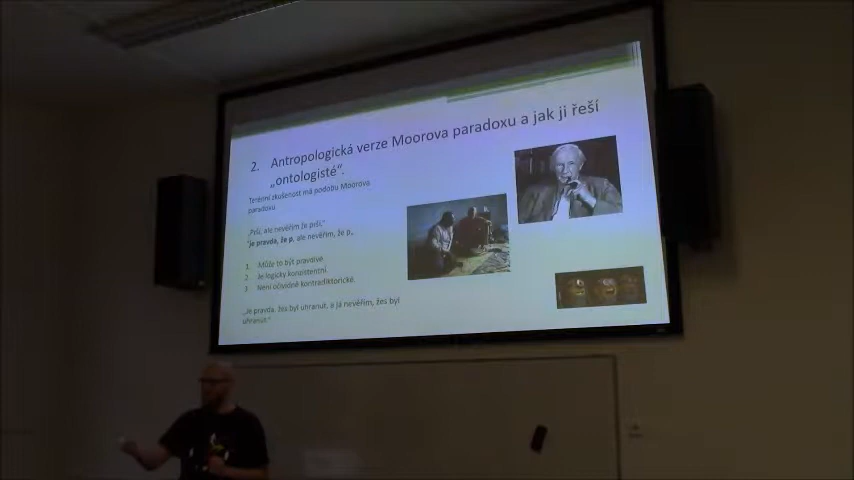 2. Antropologická verze Moorova paradoxu a jak ji řeší
„ontologisté“.
Terénní zkušenost má podobu Moorova
paradoxu
„Prší, ale nevěřím že prší.“
"je pravda, že p, ale nevěřím, že p„
1. Může to být pravdivé
2. Je logicky konzistentní.
3. Není očividně kontradiktorické.
„Je pravda, žes byl uhranut, a já nevěřím, žes byl
uhranut.“